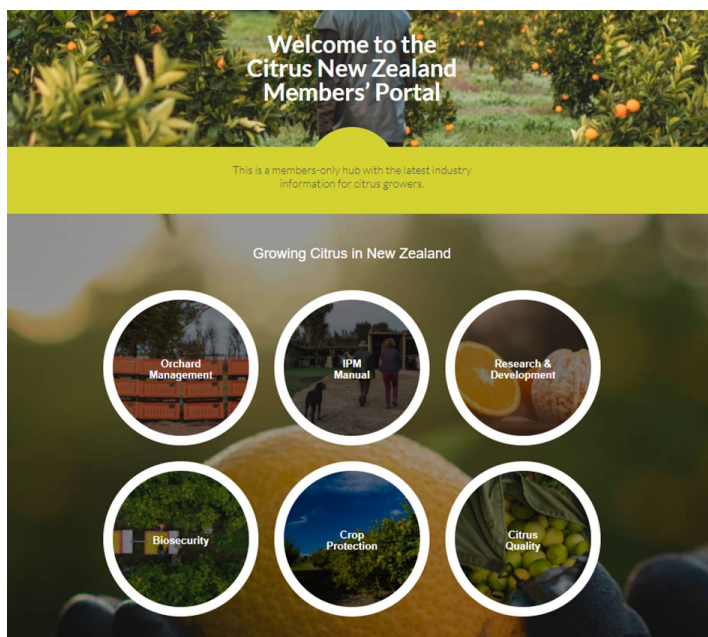 Welcome to the
Citrus New Zealand
Members’ Portal
This is a members-only hub with the latest industry
information for citrus growers.
Growing Citrus in New Zealand
Orchard
Management
IPM
Manual
Research &
Development
Biosecurity
Crop
Protection
Citrus
Quality